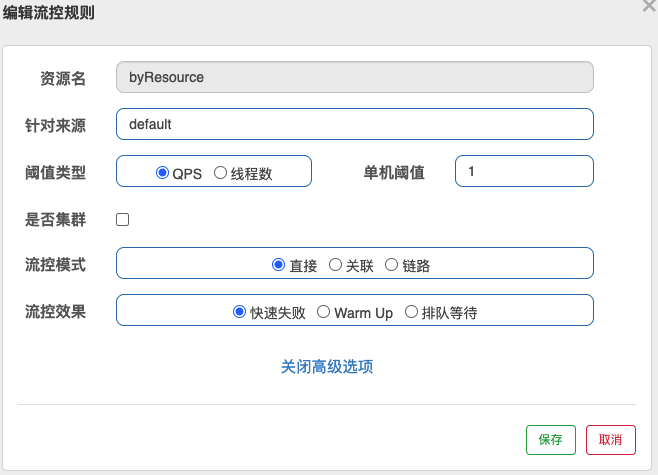 编辑流控规则
资源名 byResource
针对来源 default
阈值类型 QPS 线程数 单机阈值 1
是否集群
流控模式 直接 关联 链路
流控效果 快速失败 Warm Up 排队等待
关闭高级选项
保存 取消